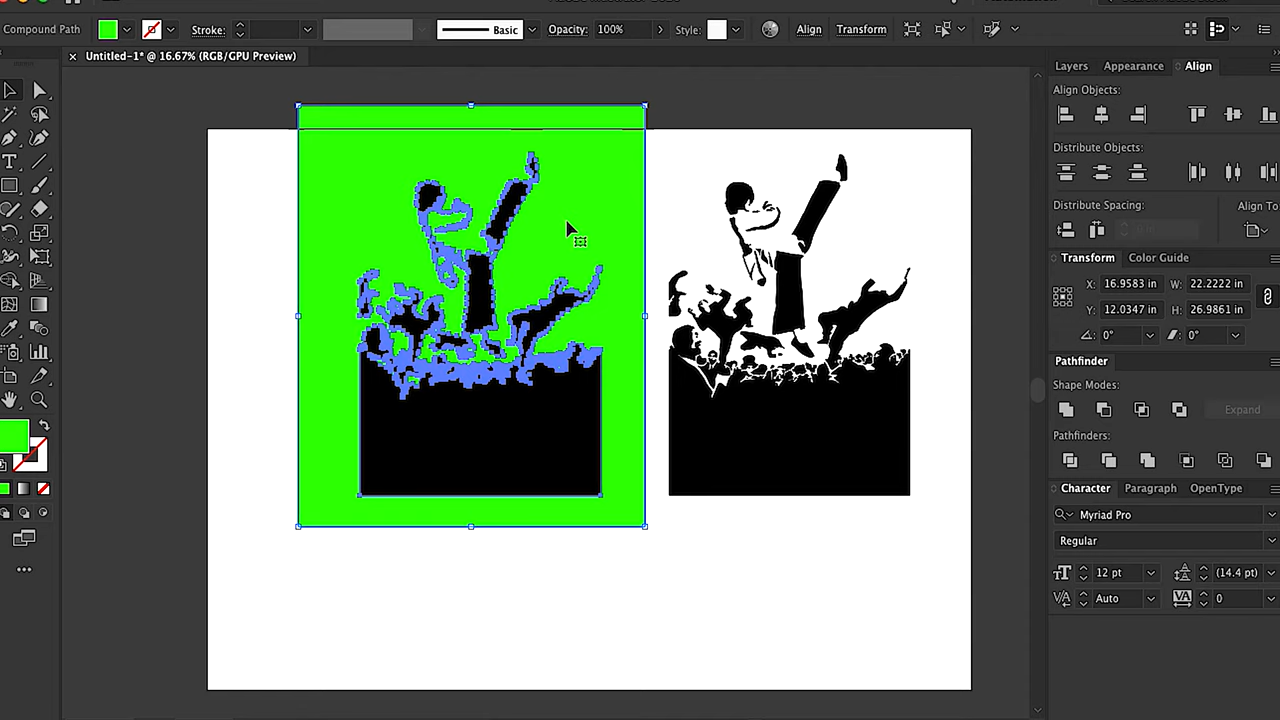 Compound Path
Stroke:
Basic
Opacity:
100%
Style:
Align
Transform
× Untitled-1* @ 16.67% (RGB/GPU Preview)
Layers
Appearance
Align
Align Objects:
Distribute Objects:
Distribute Spacing:
Align To:
Transform
Color Guide
X: 16.9583 in
W: 22.2222 in
Y: 12.0347 in
H: 26.9861 in
0°
0°
Pathfinder
Shape Modes:
Expand
Pathfinders:
Character
Paragraph
OpenType
Myriad Pro
Regular
12 pt
(14.4 pt)
Auto
0